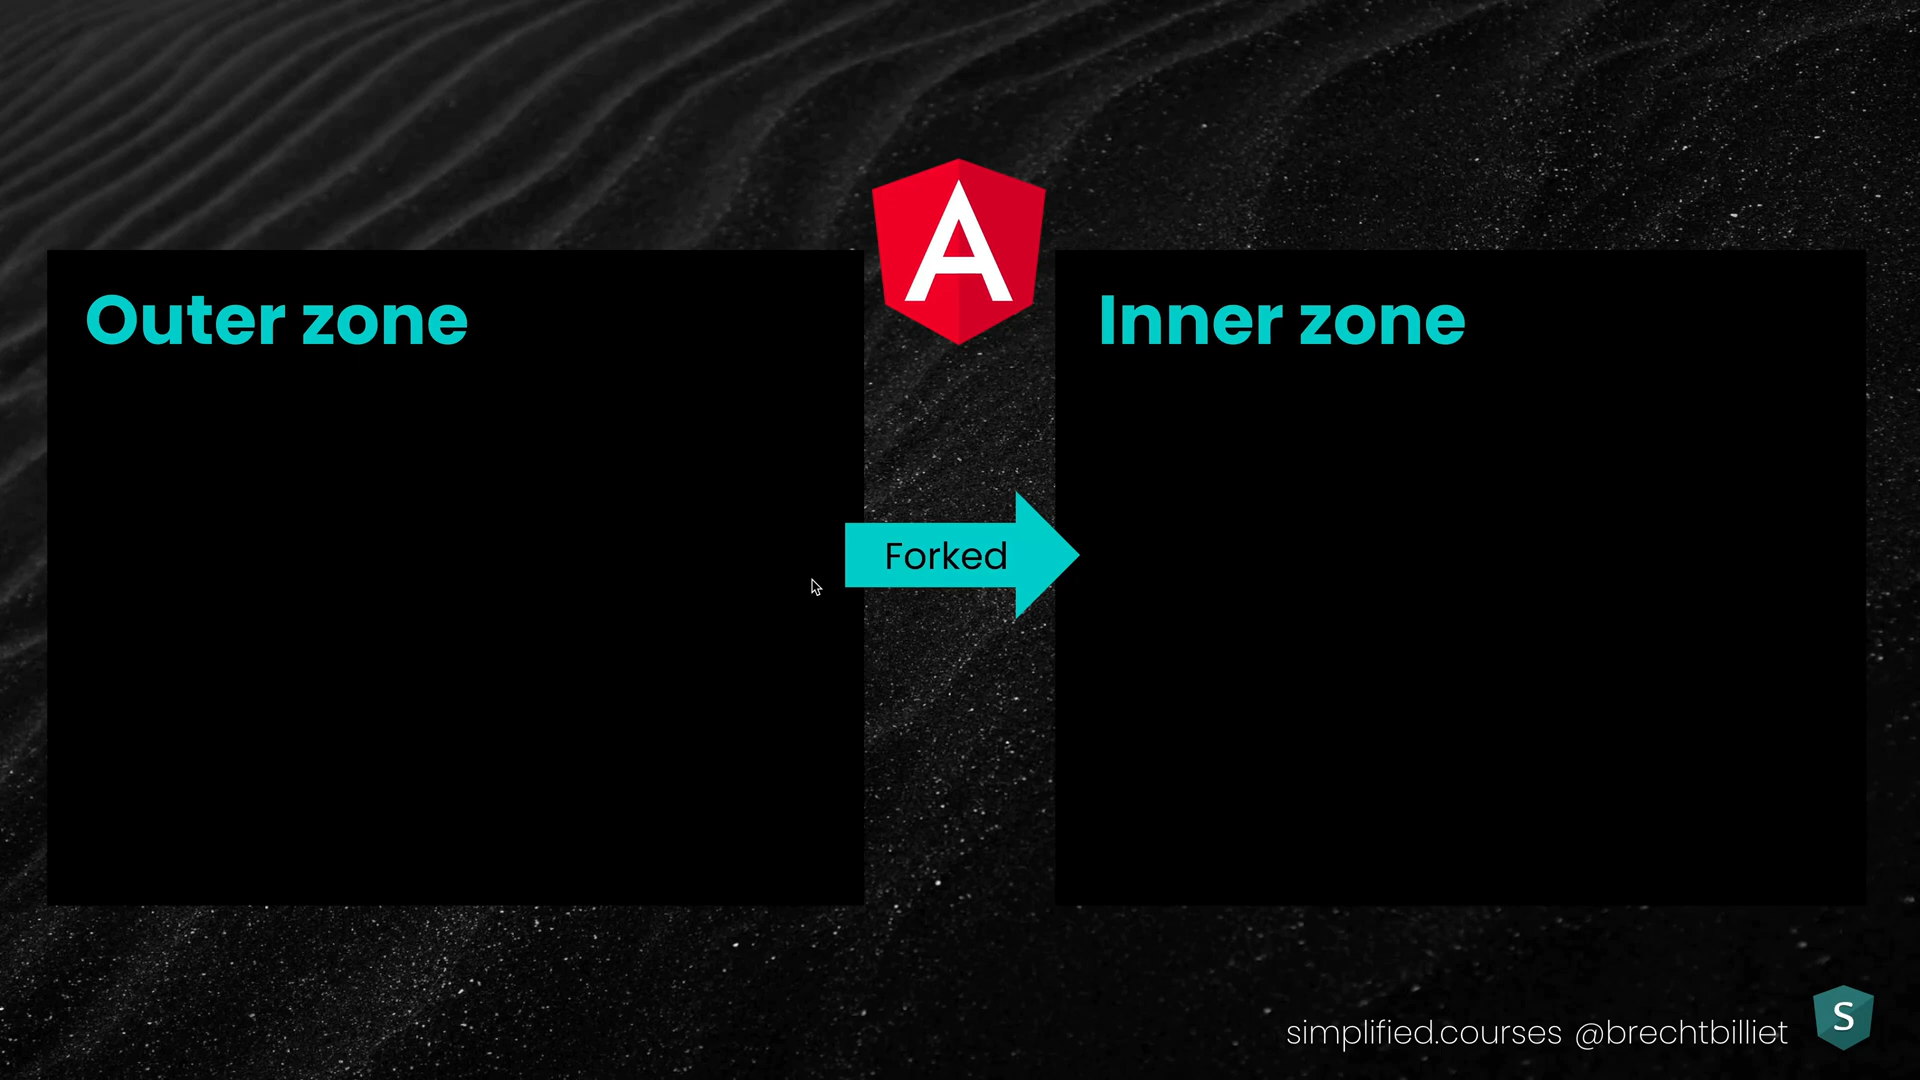 A
Outer zone
Inner zone
Forked
simplified.courses @brechtbilliet
S